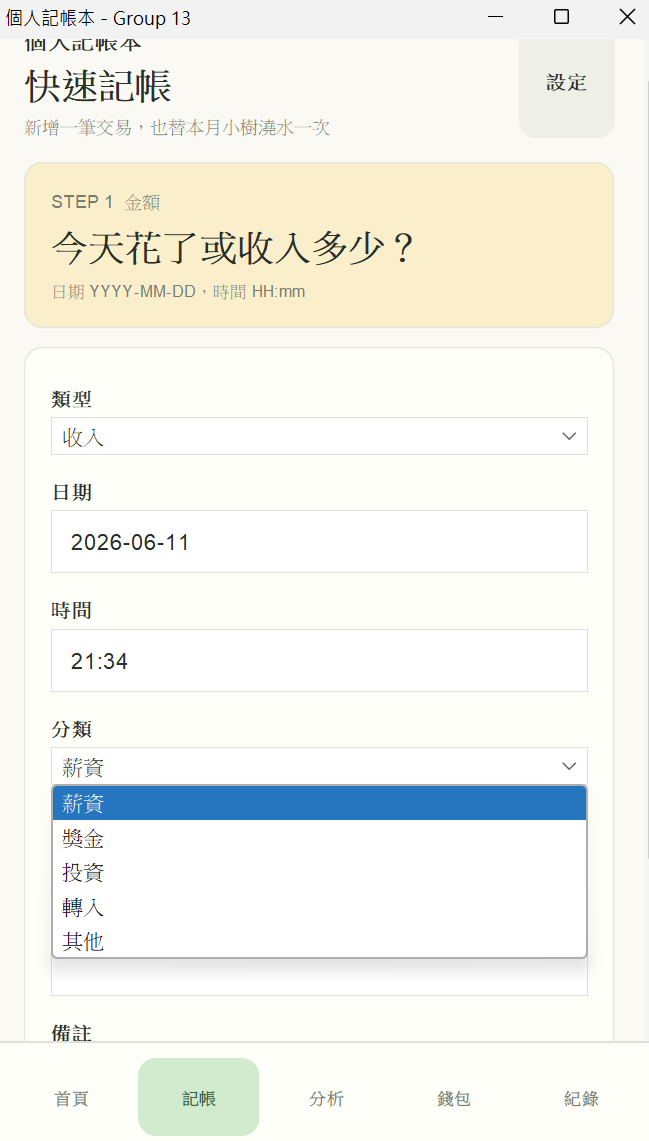 個人記帳本 - Group 13
個人記帳本
快速記帳
設定
新增一筆交易，也替本月小樹澆水一次
STEP 1 金額
今天花了或收入多少？
日期 YYYY-MM-DD，時間 HH:mm
類型
收入
日期
2026-06-11
時間
21:34
分類
薪資
薪資
獎金
投資
轉入
其他
備註
首頁
記帳
分析
錢包
紀錄